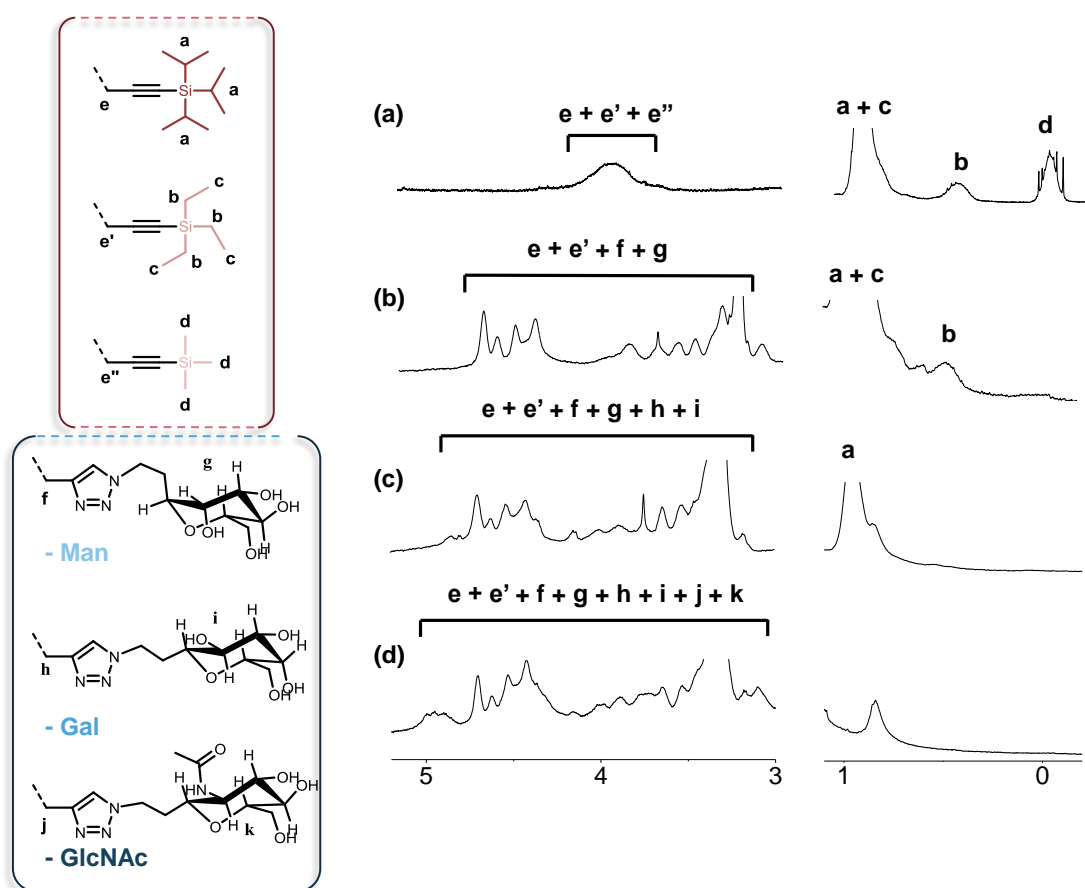 a
Si
a
e
a
c
b
Si
b
e'
b
c
c
d
Si
d
e"
d
g
H
N
H
OH
f
N
N
H
O
OH
OH
H
OH
- Man
i
H
H
HO
H
OH
N
H
h
N
N
O
H
OH
OH
- Gal
O
H
H
HN
OH
N
OH
j
N
N
O
H
k
H
OH
- GlcNAc
(a)
e + e' + e”
a + c
b
d
(b)
e + e’ + f + g
a + c
b
(c)
e + e’ + f + g + h + i
a
(d)
e + e’ + f + g + h + i + j + k
5
4
3
1
0